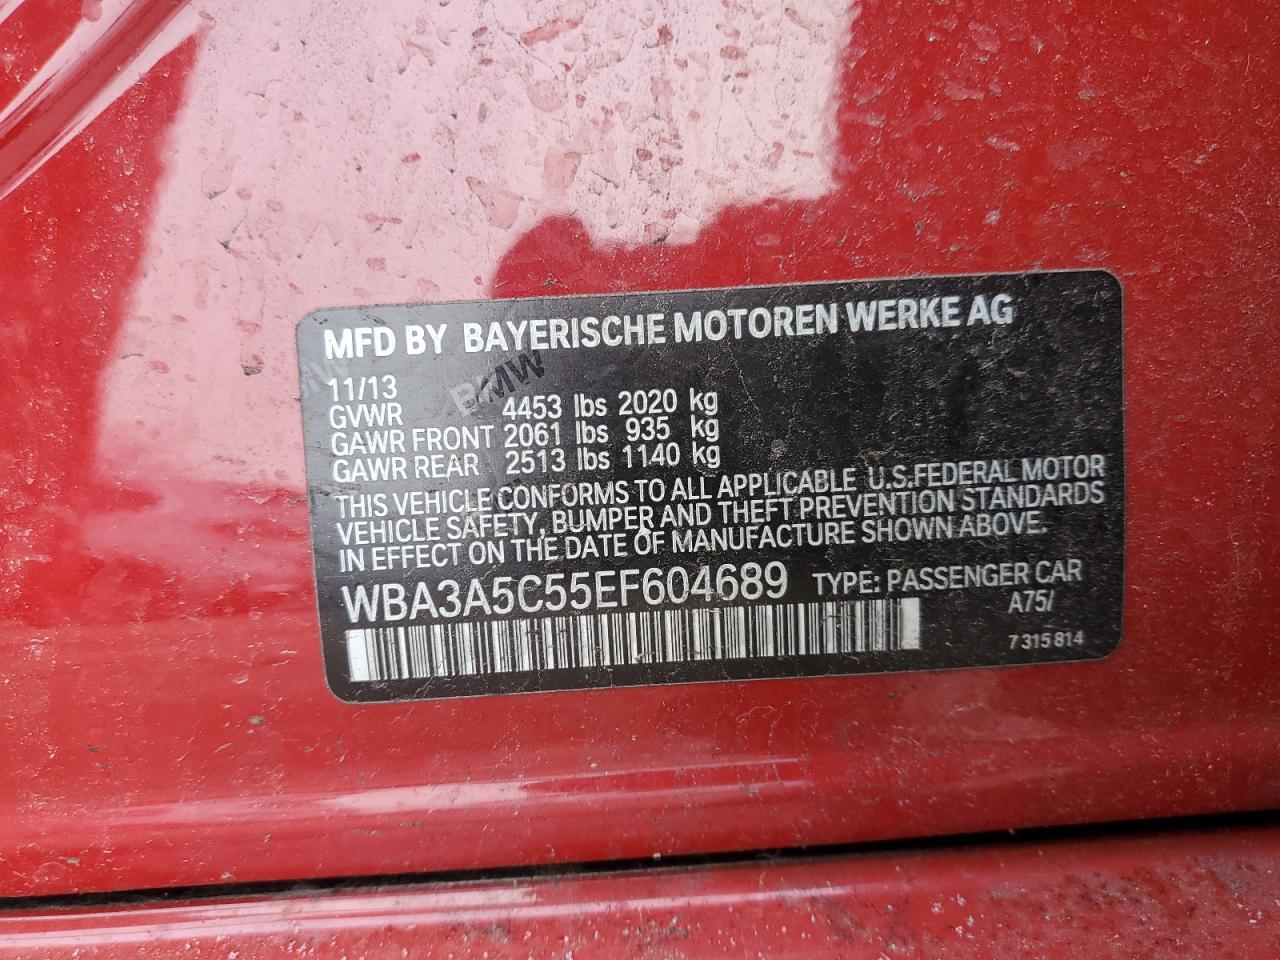 MFD BY BAYERISCHE MOTOREN WERKE AG
BMW
11/13
GVWR 4453 lbs 2020 kg
GAWR FRONT 2061 lbs 935 kg
GAWR REAR 2513 lbs 1140 kg
THIS VEHICLE CONFORMS TO ALL APPLICABLE U.S.FEDERAL MOTOR
VEHICLE SAFETY, BUMPER AND THEFT PREVENTION STANDARDS
IN EFFECT ON THE DATE OF MANUFACTURE SHOWN ABOVE.
WBA3A5C55EF604689 TYPE: PASSENGER CAR
A75/
7 315 814